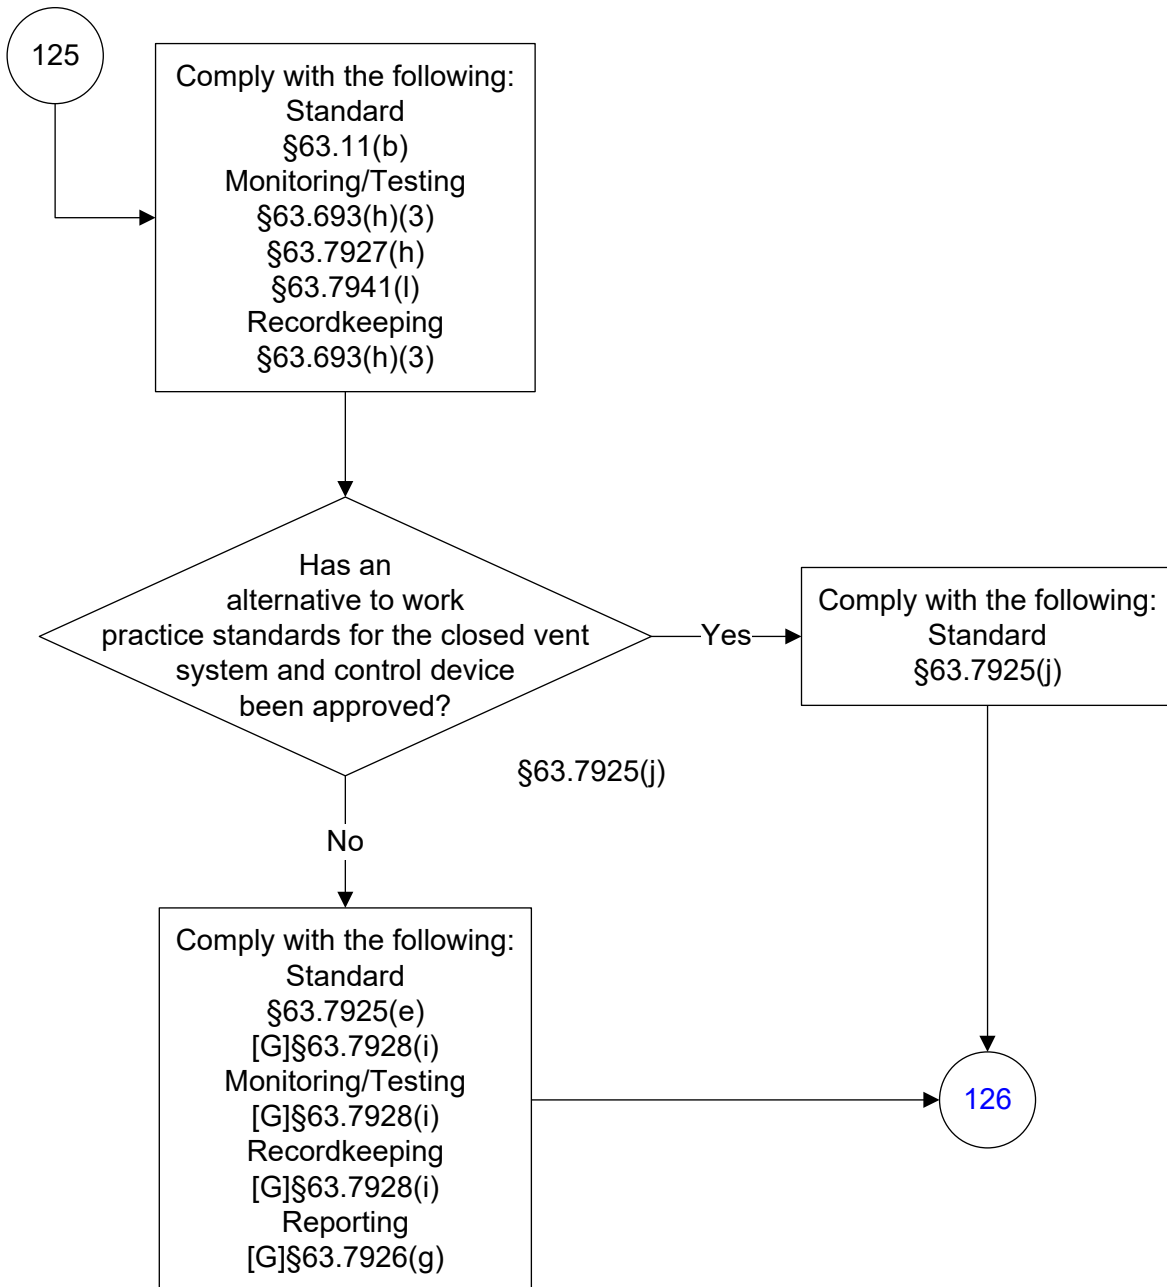 125
Comply with the following:
Standard
§63.11(b)
Monitoring/Testing
§63.693(h)(3)
§63.7927(h)
§63.7941(l)
Recordkeeping
§63.693(h)(3)
Has an
alternative to work
practice standards for the closed vent
system and control device
been approved?
Yes
Comply with the following:
Standard
§63.7925(j)
§63.7925(j)
No
Comply with the following:
Standard
§63.7925(e)
[G]§63.7928(i)
Monitoring/Testing
[G]§63.7928(i)
Recordkeeping
[G]§63.7928(i)
Reporting
[G]§63.7926(g)
126